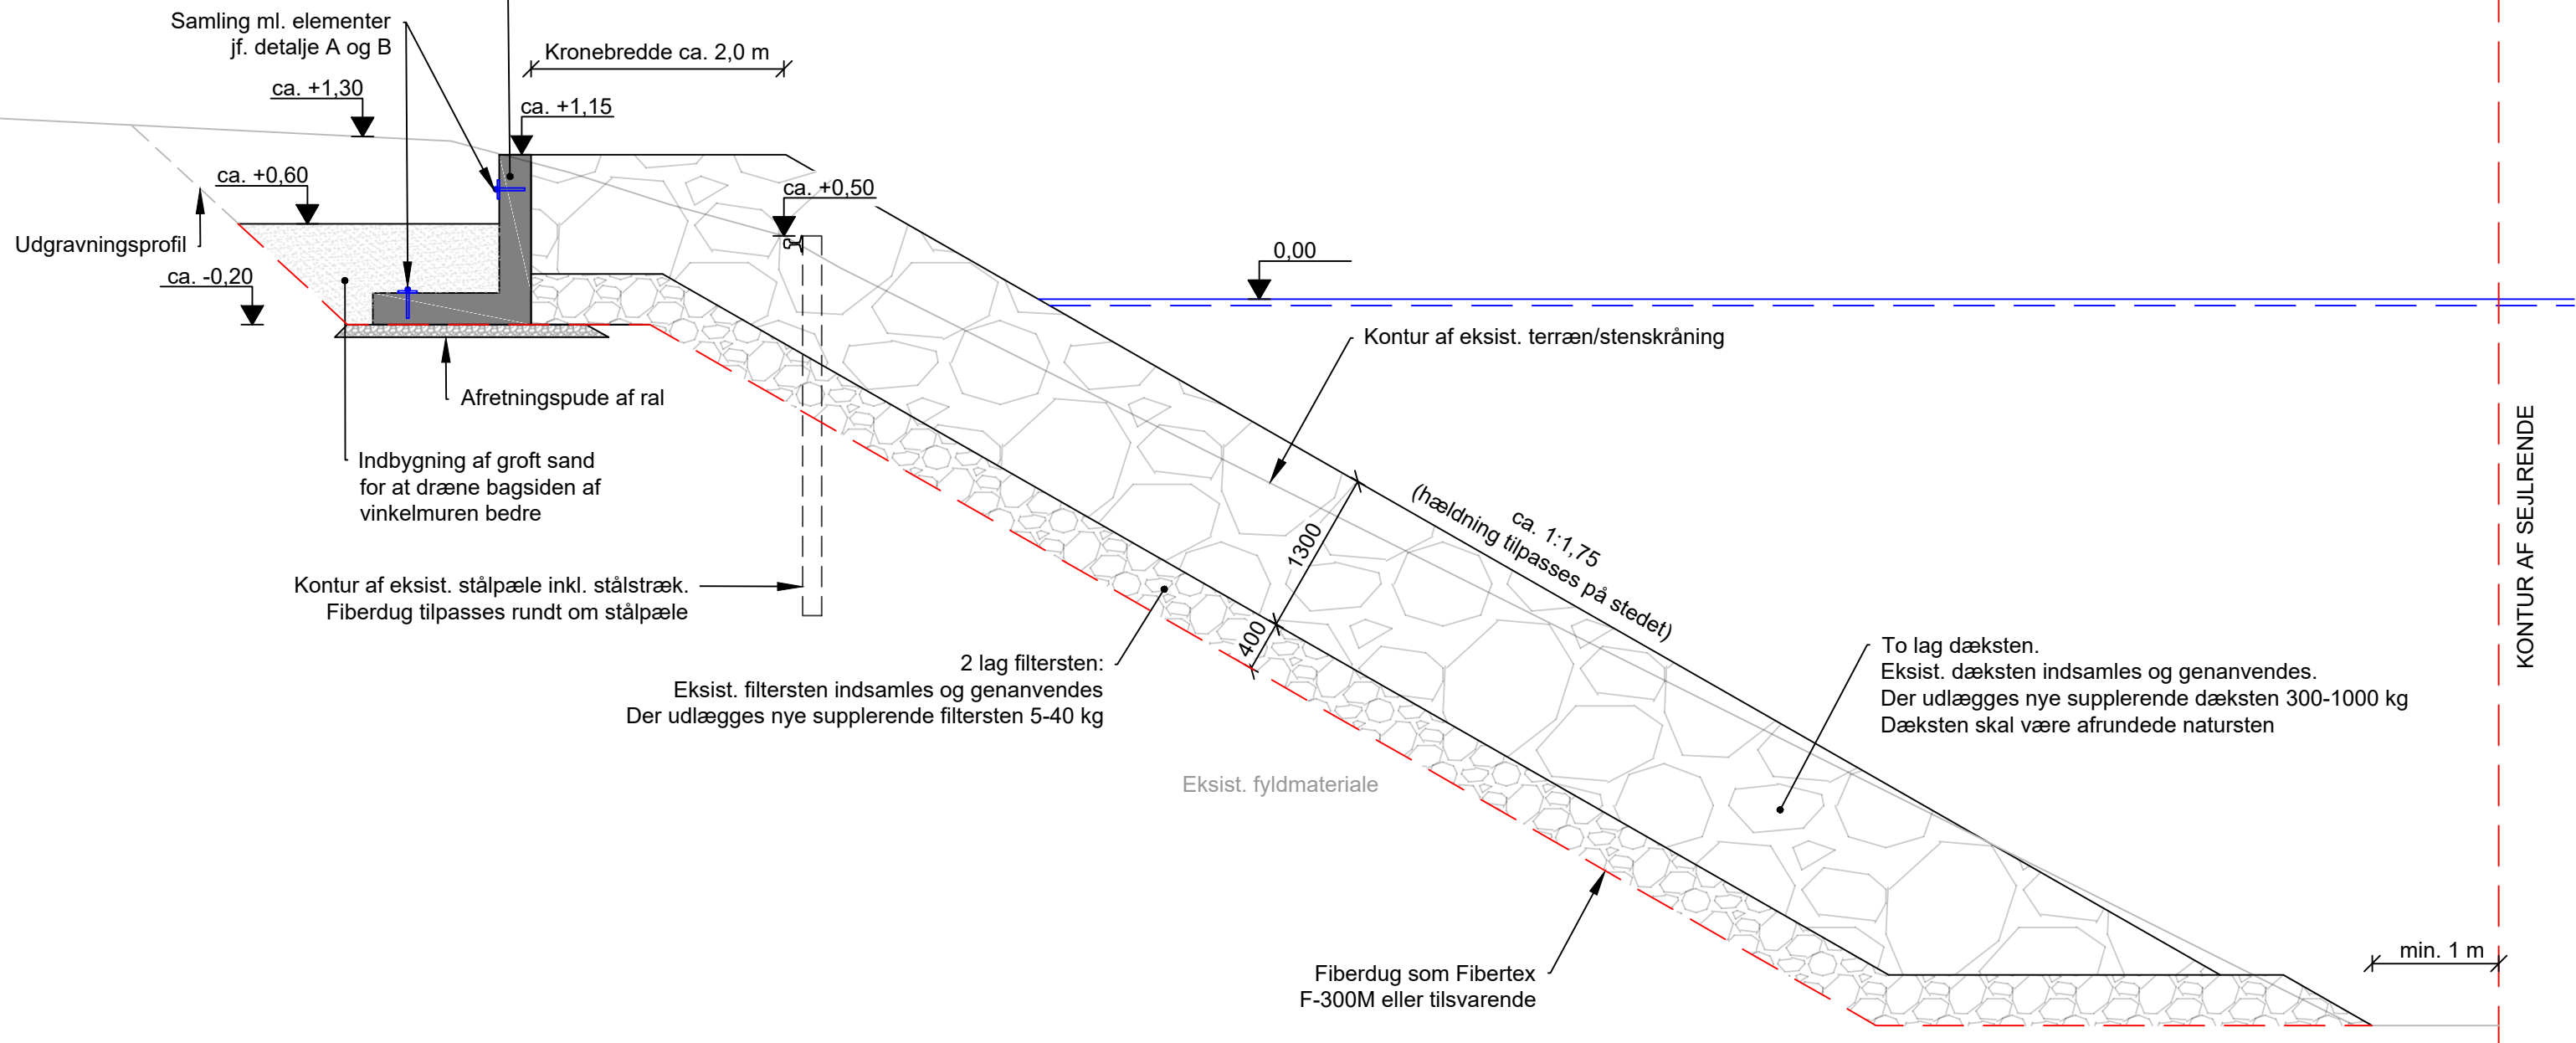 Samling ml. elementer
jf. detalje A og B
Kronebredde ca. 2,0 m
ca. +1,30
ca. +1,15
ca. +0,60
ca. +0,50
Udgravningsprofil
ca. -0,20
0,00
Kontur af eksist. terræn/stenskråning
Afretningspude af ral
Indbygning af groft sand
for at dræne bagsiden af
vinkelmuren bedre
Kontur af eksist. stålpæle inkl. stålstræk.
Fiberdug tilpasses rundt om stålpæle
1300
400
ca. 1:1,75
(hældning tilpasses på stedet)
KONTUR AF SEJLRENDE
2 lag filtersten:
Eksist. filtersten indsamles og genanvendes
Der udlægges nye supplerende filtersten 5-40 kg
To lag dæksten.
Eksist. dæksten indsamles og genanvendes.
Der udlægges nye supplerende dæksten 300-1000 kg
Dæksten skal være afrundede natursten
Eksist. fyldmateriale
Fiberdug som Fibertex
F-300M eller tilsvarende
min. 1 m